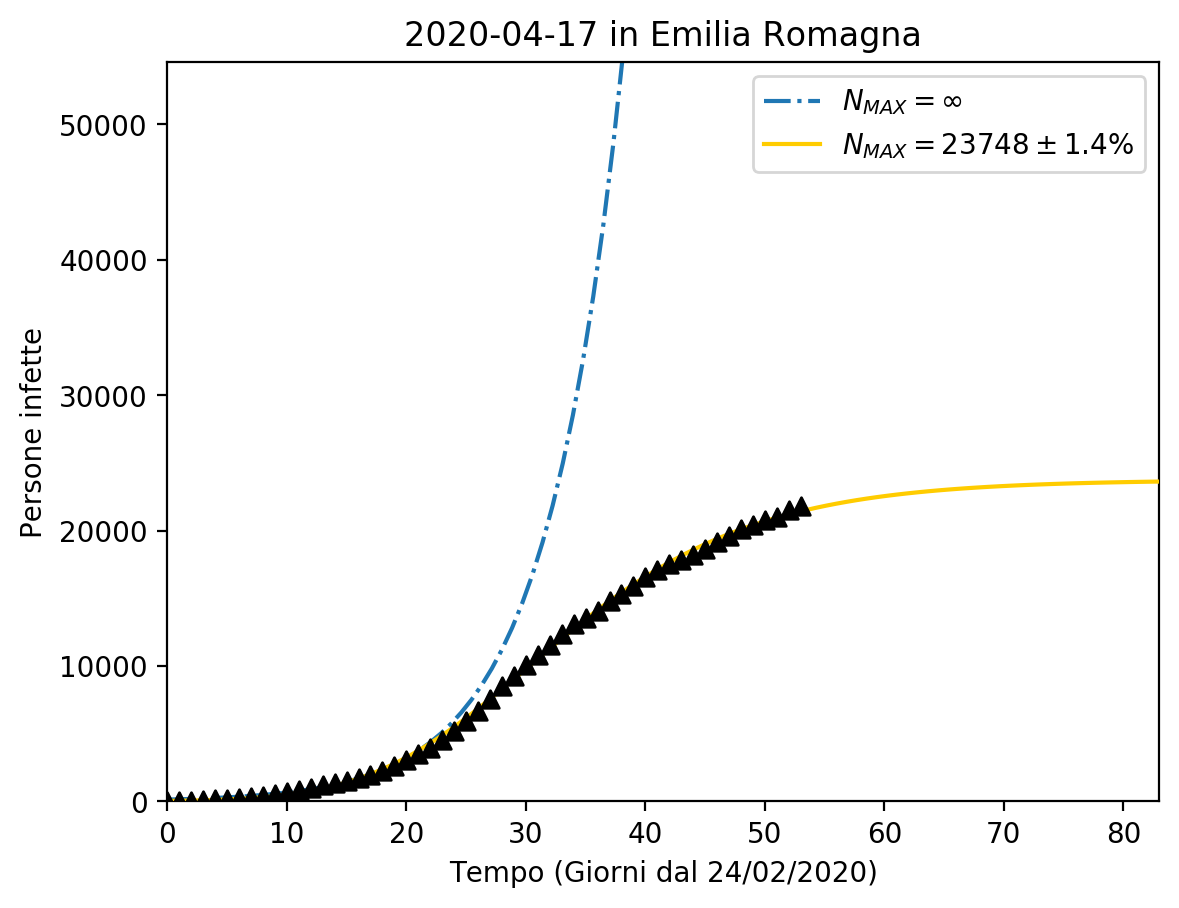 2020-04-17 in Emilia Romagna
N_MAX = ∞
N_MAX = 23748 ± 1.4%
50000
40000
30000
20000
10000
0
Persone infette
0 10 20 30 40 50 60 70 80
Tempo (Giorni dal 24/02/2020)